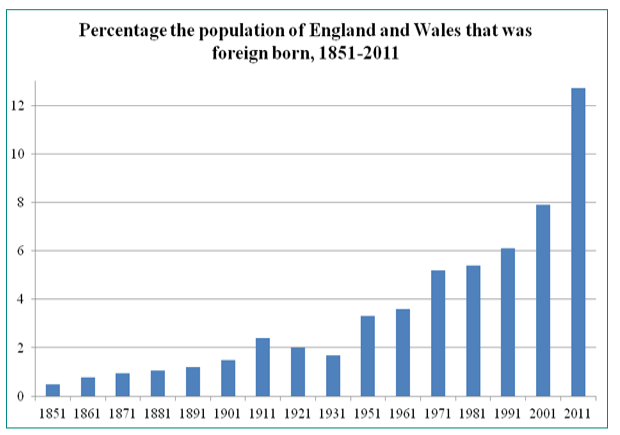 Percentage the population of England and Wales that was
foreign born, 1851-2011
12
10
8
6
4
2
0
1851 1861 1871 1881 1891 1901 1911 1921 1931 1951 1961 1971 1981 1991 2001 2011